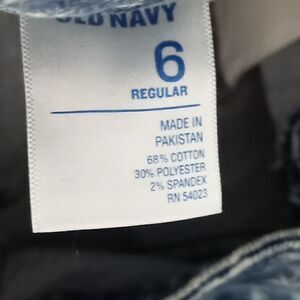 OLD NAVY
6
REGULAR
MADE IN
PAKISTAN
68% COTTON
30% POLYESTER
2% SPANDEX
RN 54023